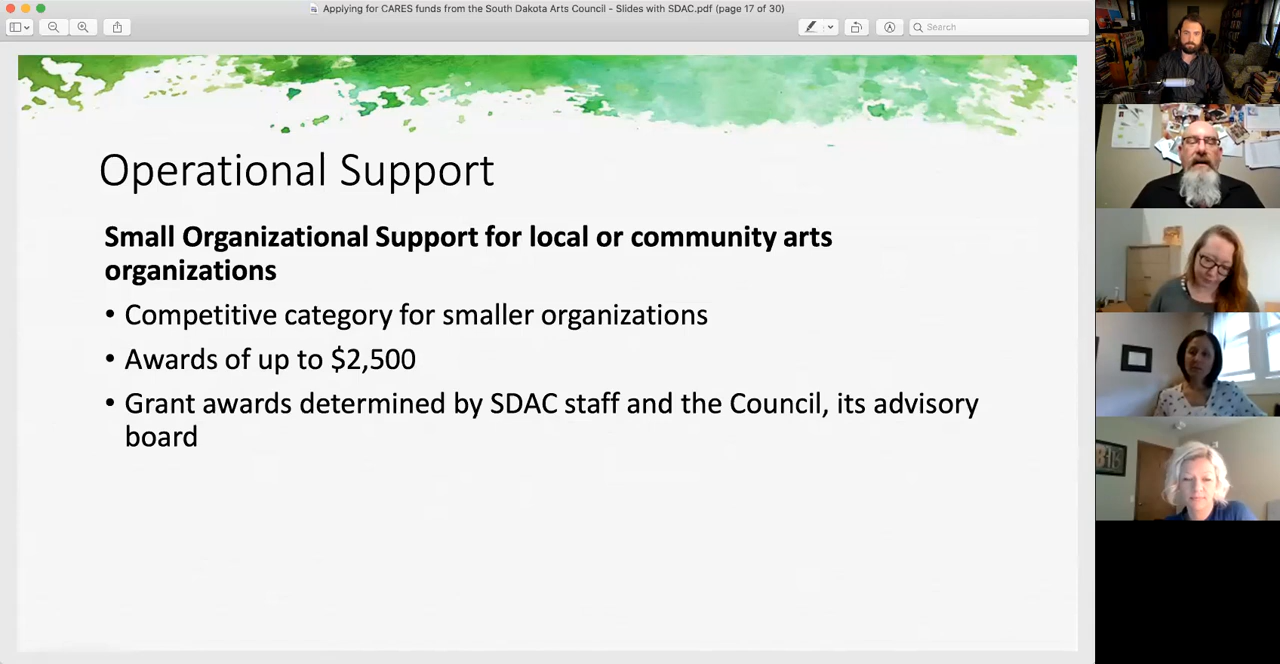 Applying for CARES funds from the South Dakota Arts Council - Slides with SDAC.pdf (page 17 of 30)
Search
Operational Support
Small Organizational Support for local or community arts
organizations
• Competitive category for smaller organizations
• Awards of up to $2,500
• Grant awards determined by SDAC staff and the Council, its advisory
board